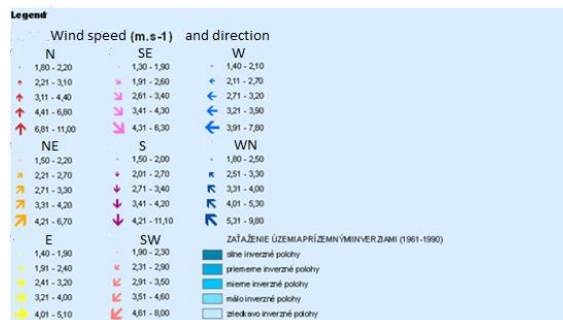 Legend
Wind speed (m.s-1) and direction
N
1,80 - 2,20
2,21 - 3,10
3,11 - 4,40
4,41 - 6,80
6,81 - 11,00
SE
1,30 - 1,90
1,91 - 2,60
2,61 - 3,40
3,41 - 4,30
4,31 - 6,30
W
1,40 - 2,10
2,11 - 2,70
2,71 - 3,20
3,21 - 3,90
3,91 - 7,80
NE
1,50 - 2,20
2,21 - 2,70
2,71 - 3,30
3,31 - 4,20
4,21 - 6,70
S
1,50 - 2,00
2,01 - 2,70
2,71 - 3,40
3,41 - 4,20
4,21 - 11,10
WN
1,80 - 2,50
2,51 - 3,30
3,31 - 4,00
4,01 - 5,30
5,31 - 9,80
E
1,40 - 1,90
1,91 - 2,40
2,41 - 3,20
3,21 - 4,00
4,01 - 5,10
SW
1,90 - 2,30
2,31 - 2,90
2,91 - 3,50
3,51 - 4,60
4,61 - 8,00
ZAŤAŽENIE ÚZEMIA PRÍZEMNÝMI INVERZIAMI (1961-1990)
silne inverzné polohy
priemerne inverzné polohy
mierne inverzné polohy
málo inverzné polohy
zriedkavo inverzné polohy